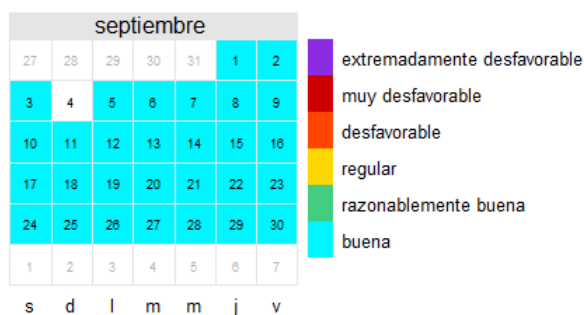 septiembre
27 28 29 30 31 1 2
3 4 5 6 7 8 9
10 11 12 13 14 15 16
17 18 19 20 21 22 23
24 25 26 27 28 29 30
1 2 3 4 5 6 7
s d l m m j v
extremadamente desfavorable
muy desfavorable
desfavorable
regular
razonablemente buena
buena